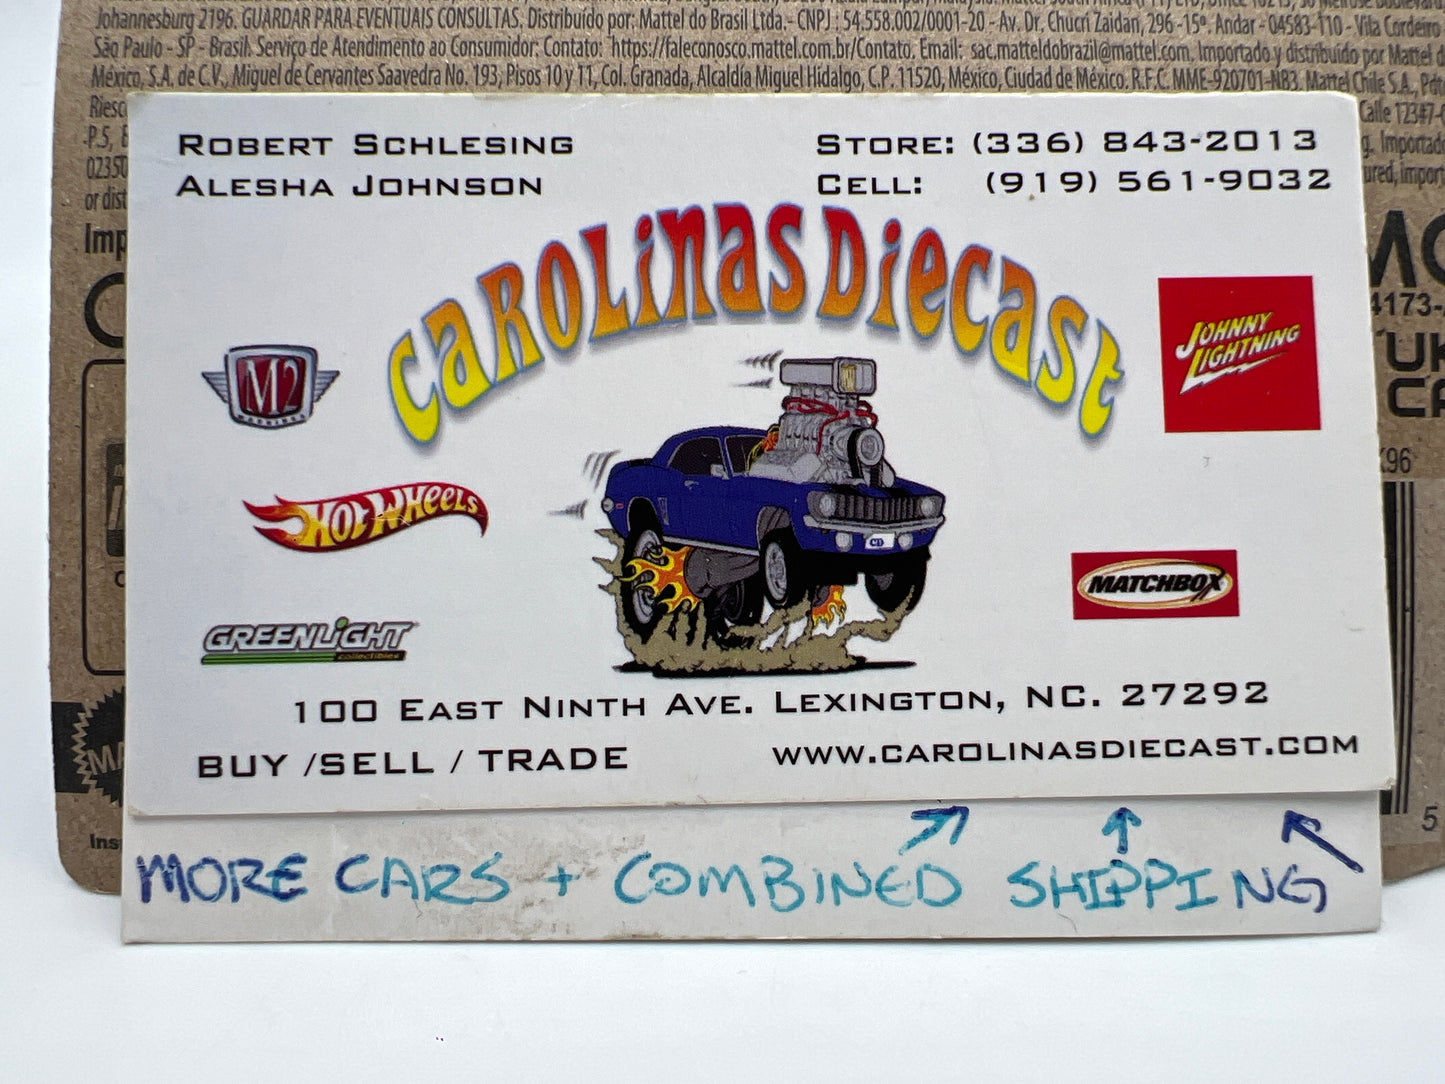 Johannesburg 2196. GUARDAR PARA EVENTUAIS CONSULTAS. Distribuído por: Mattel do Brasil Ltda.- CNPJ : 54.558.002/0001-20 - Av. Dr. Chucri Zaidan, 296 -15º. Andar - 04583-110 - Vila Cordeiro
São Paulo - SP - Brasil. Serviço de Atendimento ao Consumidor: Contato: https://faleconosco.mattel.com.br/Contato. Email: sac.matteldobrazil@mattel.com. Importado y distribuido por Mattel d
México, S.A. de C.V., Miguel de Cervantes Saavedra No. 193, Pisos 10 y 11, Col. Granada, Alcaldía Miguel Hidalgo, C.P. 11520, México, Ciudad de México. R.F.C. MME-920701-NB3. Mattel Chile S.A.,
ROBERT SCHLESING
ALESHA JOHNSON
STORE: (336) 843-2013
CELL: (919) 561-9032
CAROLINAS DIECAST
M2
MACHINES
JOHNNY
LIGHTNING
HOT WHEELS
CD
MATCHBOX
GREENLIGHT
collectibles
100 EAST NINTH AVE. LEXINGTON, NC. 27292
BUY /SELL / TRADE
WWW.CAROLINASDIECAST.COM
MORE CARS + COMBINED SHIPPING
UK
CA
5